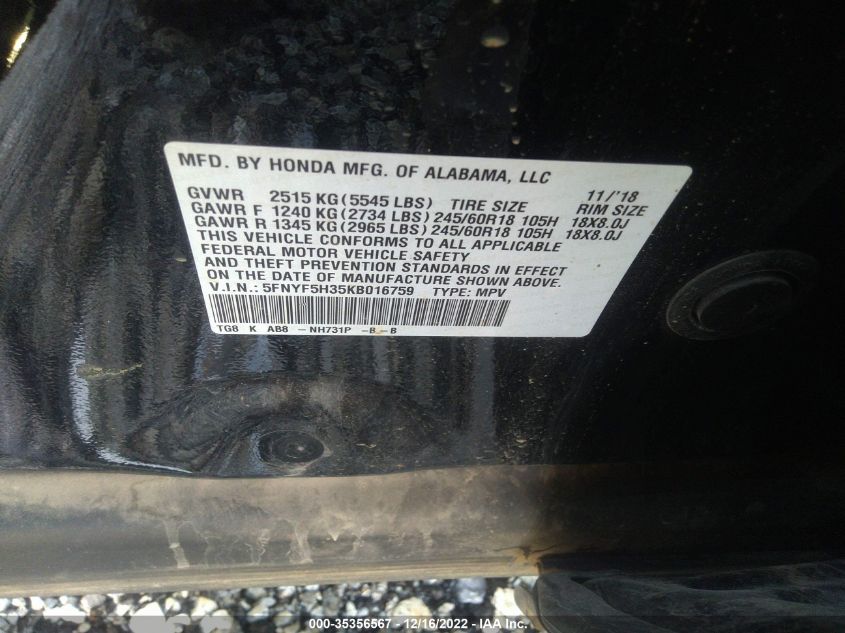 MFD. BY HONDA MFG. OF ALABAMA, LLC
GVWR 2515 KG (5545 LBS) TIRE SIZE 11/'18 RIM SIZE
GAWR F 1240 KG (2734 LBS) 245/60R18 105H 18X8.0J
GAWR R 1345 KG (2965 LBS) 245/60R18 105H 18X8.0J
THIS VEHICLE CONFORMS TO ALL APPLICABLE
FEDERAL MOTOR VEHICLE SAFETY
AND THEFT PREVENTION STANDARDS IN EFFECT
ON THE DATE OF MANUFACTURE SHOWN ABOVE.
V.I.N.: 5FNYF5H35KB016759 TYPE: MPV
TG8 K AB8 - NH731P -B - B
000-35356567 - 12/16/2022 - IAA Inc.